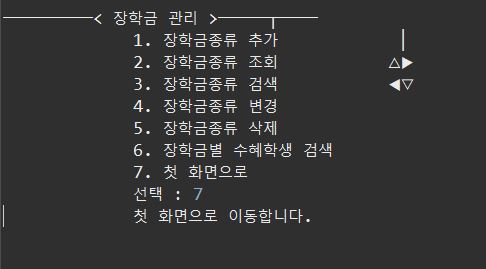 ──────< 장학금 관리 >───┬───
1. 장학금종류 추가 │
2. 장학금종류 조회 △▶
3. 장학금종류 검색 ◀▽
4. 장학금종류 변경
5. 장학금종류 삭제
6. 장학금별 수혜학생 검색
7. 첫 화면으로
선택 : 7
첫 화면으로 이동합니다.